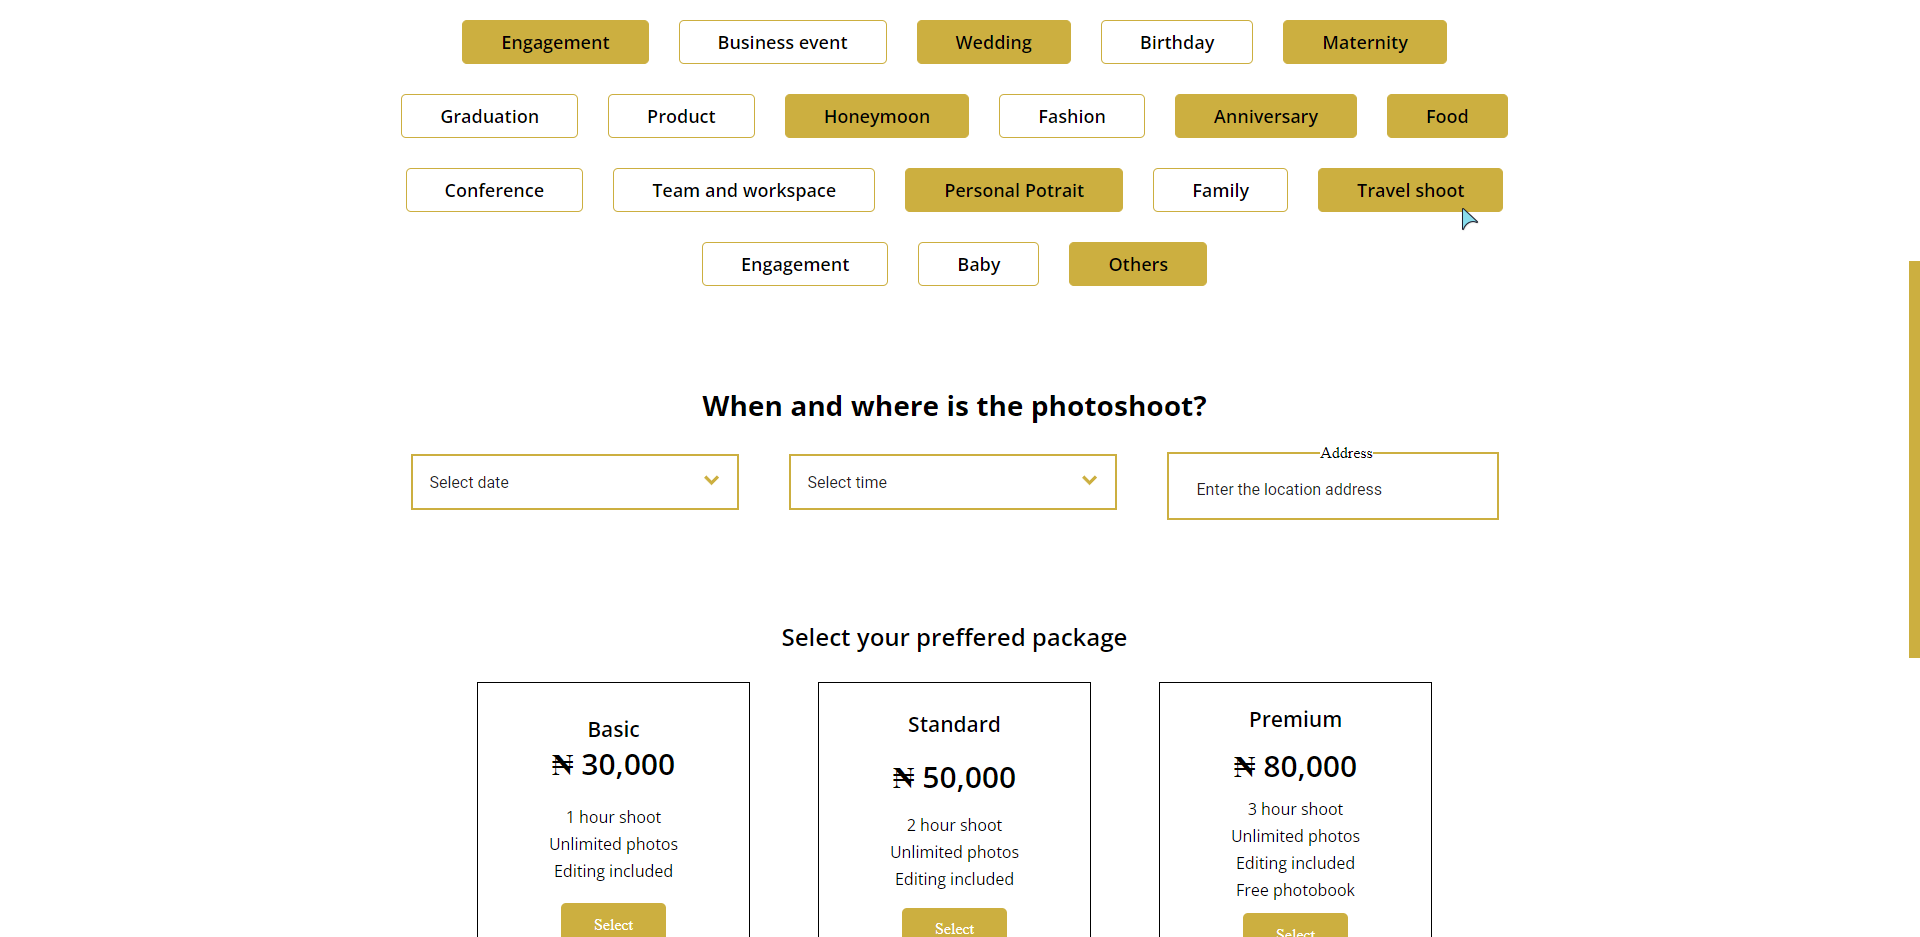 Engagement Business event Wedding Birthday Maternity
Graduation Product Honeymoon Fashion Anniversary Food
Conference Team and workspace Personal Potrait Family Travel shoot
Engagement Baby Others
When and where is the photoshoot?
Address
Select date Select time Enter the location address
Select your preffered package
Basic
₦ 30,000
1 hour shoot
Unlimited photos
Editing included
Select
Standard
₦ 50,000
2 hour shoot
Unlimited photos
Editing included
Select
Premium
₦ 80,000
3 hour shoot
Unlimited photos
Editing included
Free photobook
Select